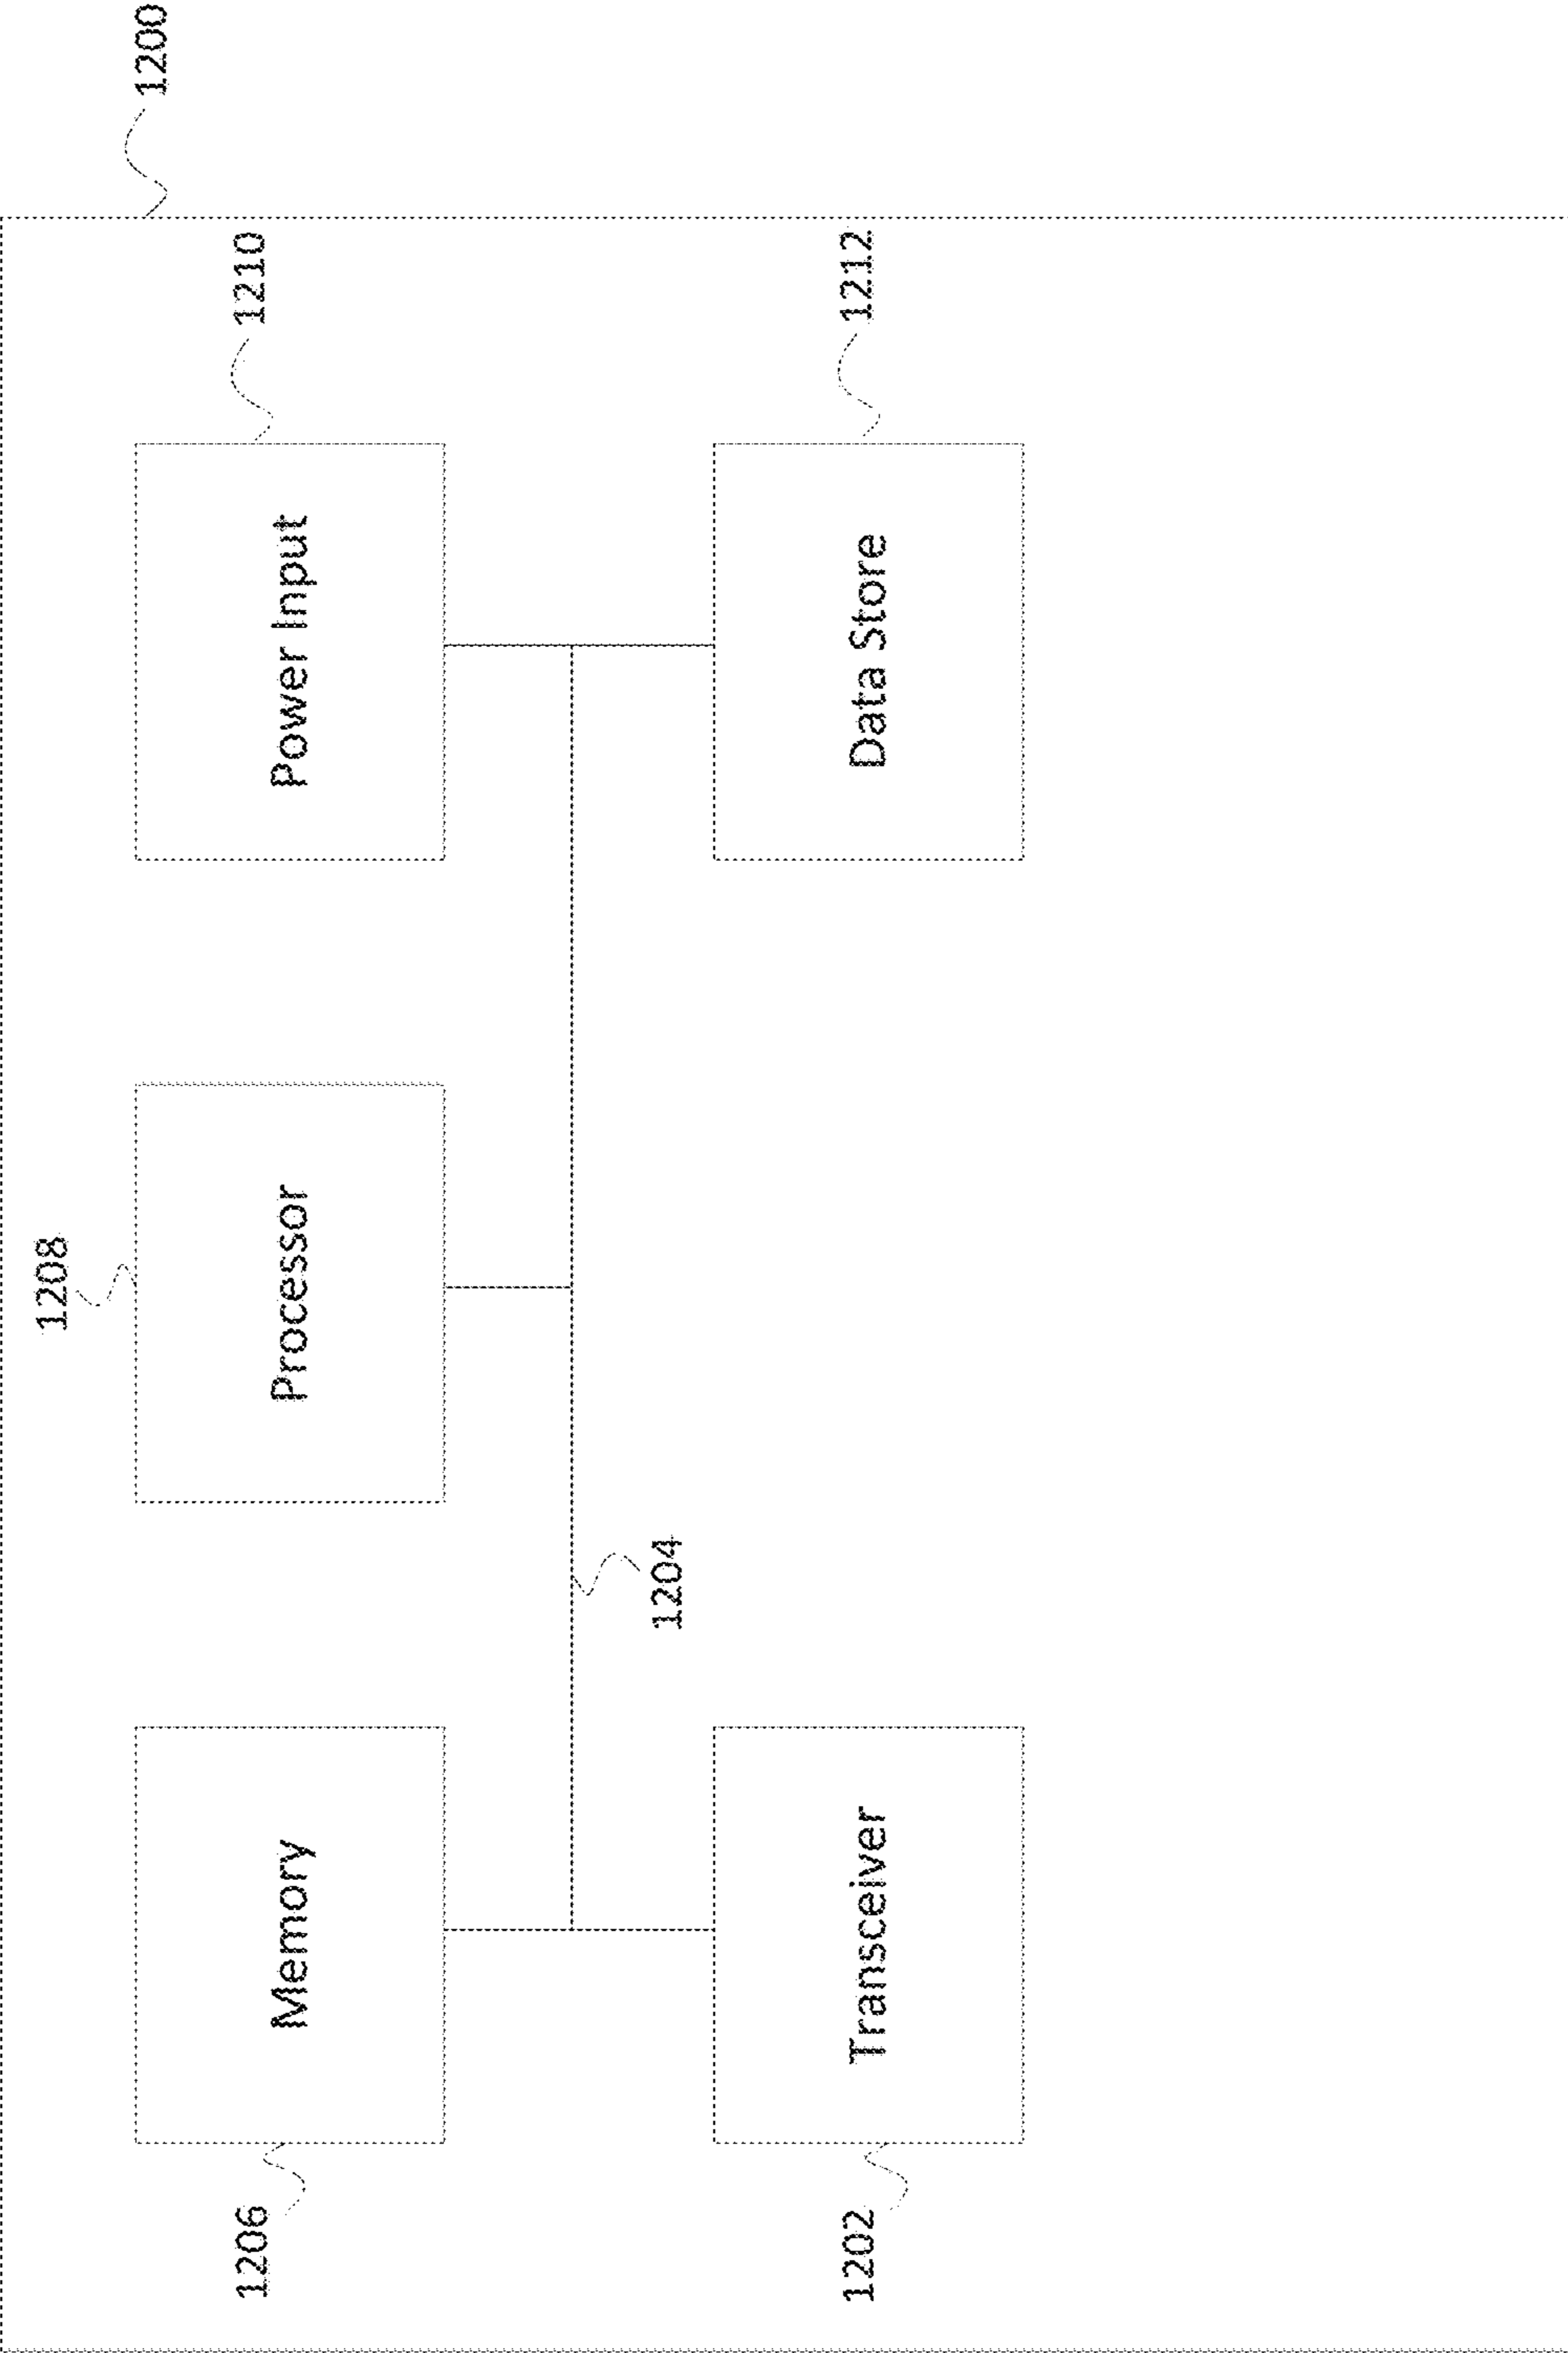 1200
1208
1206
Memory
Processor
Power Input
1210
1204
1202
Transceiver
Data Store
1212